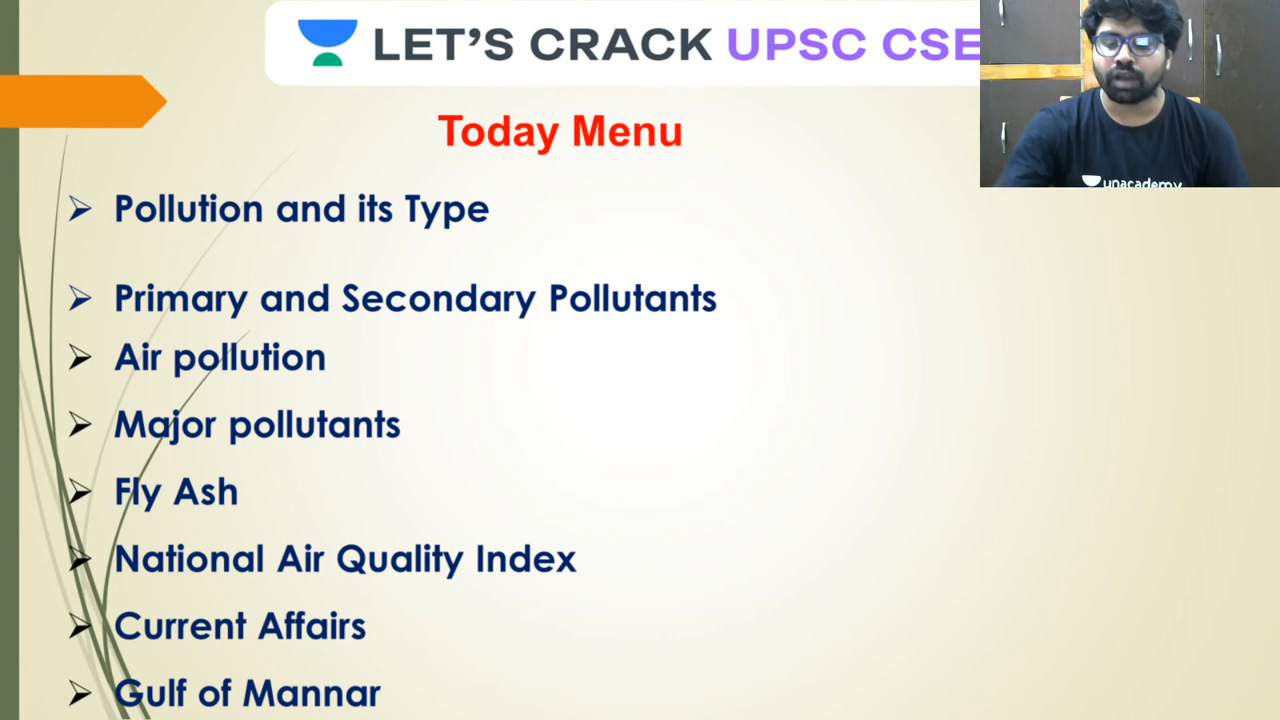 LET'S CRACK UPSC CSE
Today Menu
Pollution and its Type
Primary and Secondary Pollutants
Air pollution
Major pollutants
Fly Ash
National Air Quality Index
Current Affairs
Gulf of Mannar
unacademy